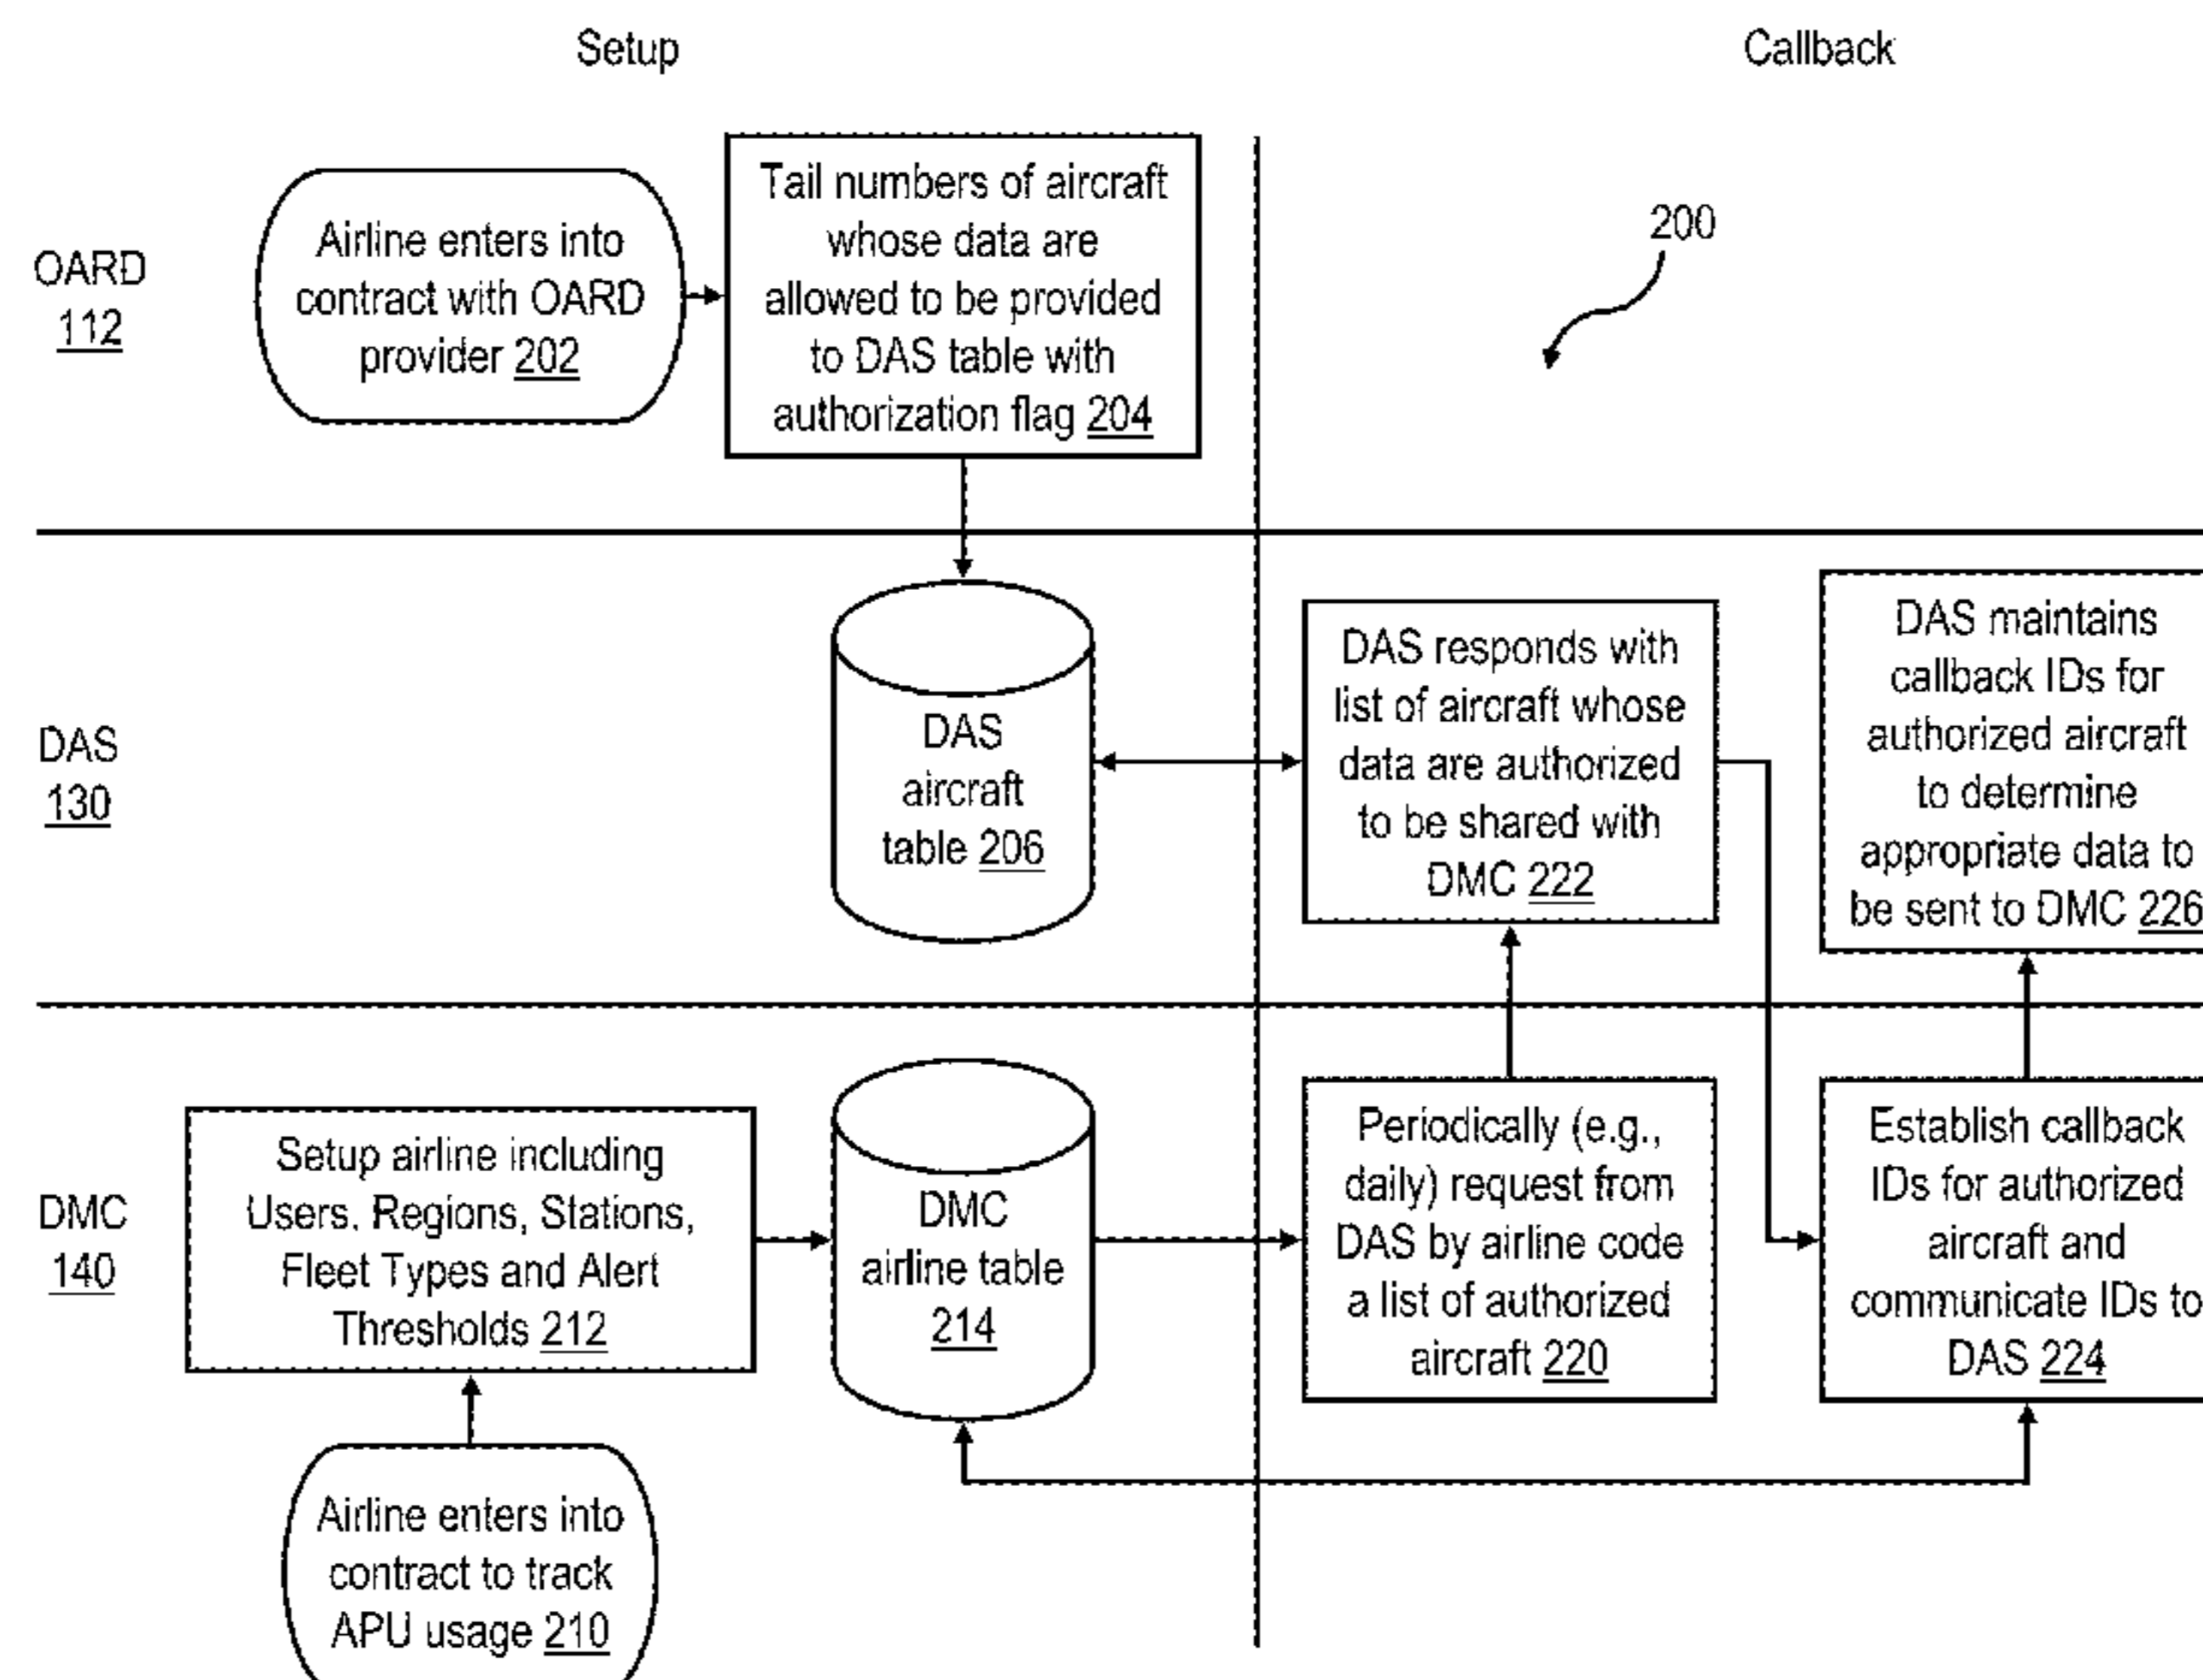 Setup
Callback
OARD
112
Airline enters into
contract with OARD
provider 202
Tail numbers of aircraft
whose data are
allowed to be provided
to DAS table with
authorization flag 204
200
DAS
130
DAS
aircraft
table 206
DAS responds with
list of aircraft whose
data are authorized
to be shared with
DMC 222
DAS maintains
callback IDs for
authorized aircraft
to determine
appropriate data to
be sent to DMC 226
DMC
140
Setup airline including
Users, Regions, Stations,
Fleet Types and Alert
Thresholds 212
DMC
airline table
214
Periodically (e.g.,
daily) request from
DAS by airline code
a list of authorized
aircraft 220
Establish callback
IDs for authorized
aircraft and
communicate IDs to
DAS 224
Airline enters into
contract to track
APU usage 210